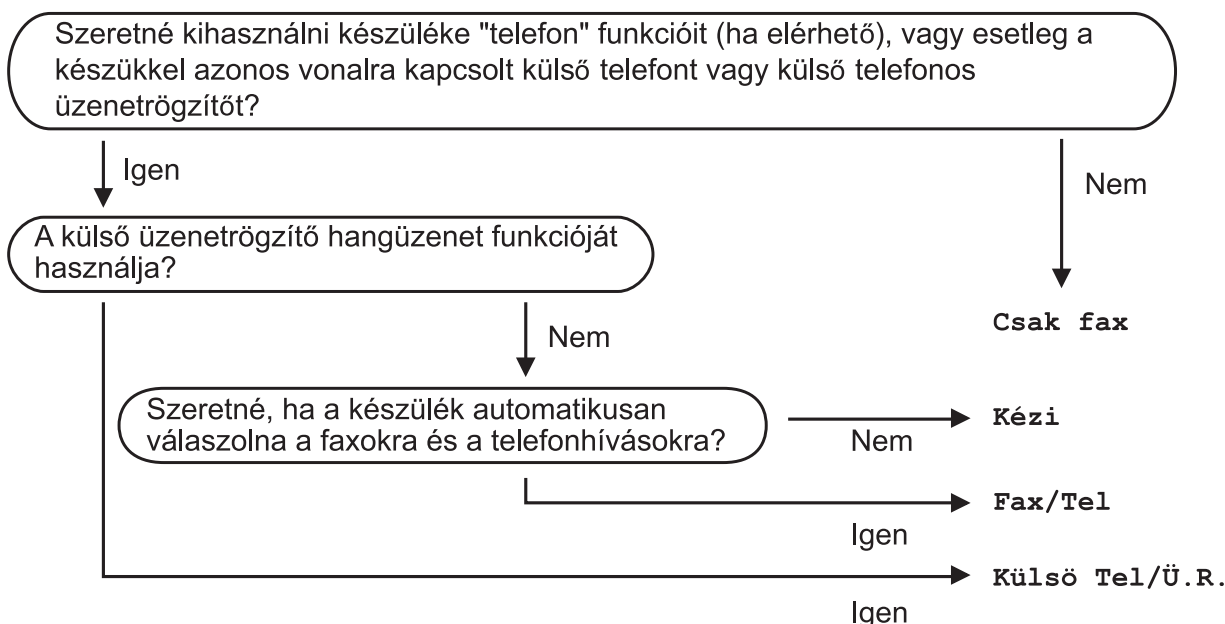 Szeretné kihasználni készüléke "telefon" funkcióit (ha elérhető), vagy esetleg a
készükkel azonos vonalra kapcsolt külső telefont vagy külső telefonos
üzenetrögzítőt?
Igen
Nem
A külső üzenetrögzítő hangüzenet funkcióját
használja?
Nem
Csak fax
Szeretné, ha a készülék automatikusan
válaszolna a faxokra és a telefonhívásokra?
Nem
Kézi
Igen
Fax/Tel
Igen
Külsö Tel/Ü.R.